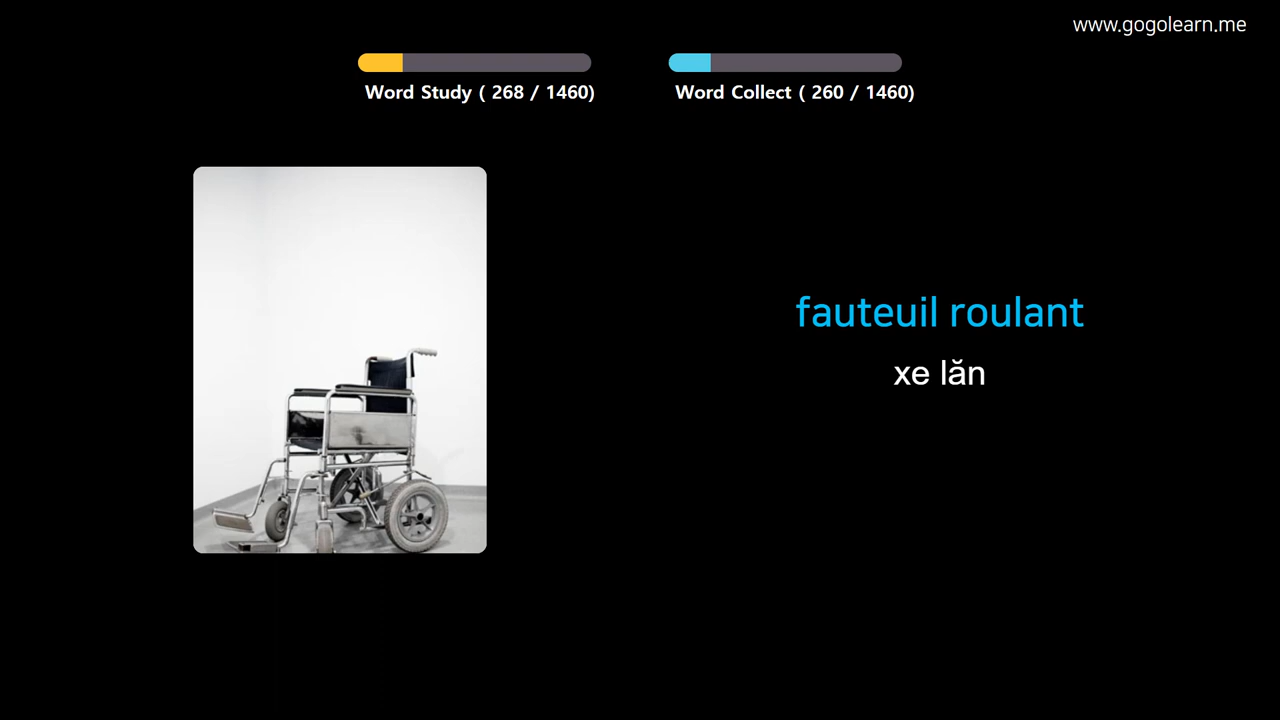 www.gogolearn.me
Word Study ( 268 / 1460)
Word Collect ( 260 / 1460)
fauteuil roulant
xe lăn